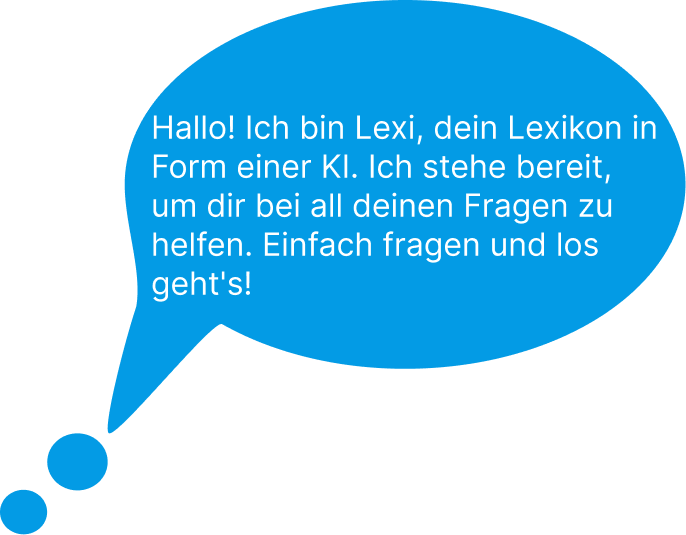 Hallo! Ich bin Lexi, dein Lexikon in
Form einer KI. Ich stehe bereit,
um dir bei all deinen Fragen zu
helfen. Einfach fragen und los
geht's!